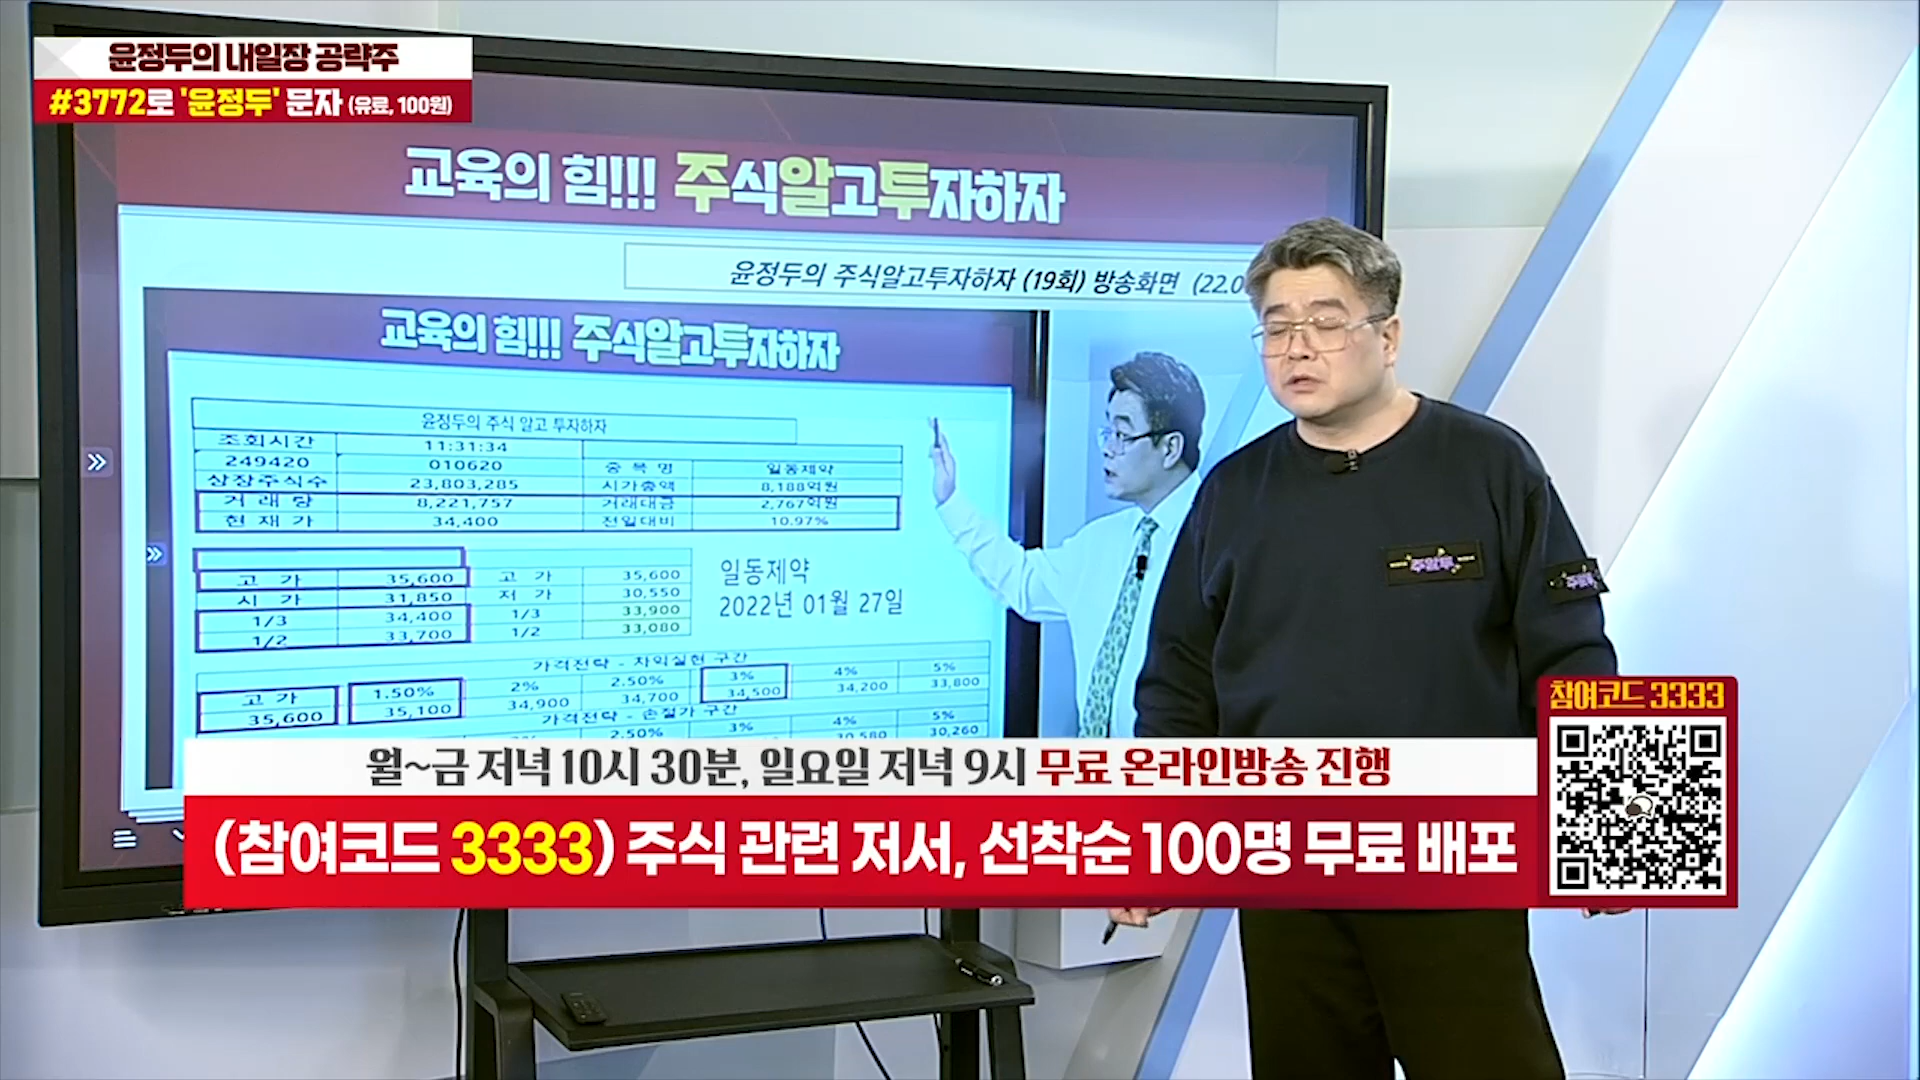 윤정두의 내일장 공략주
#3772로 '윤정두' 문자 (유료, 100원)
교육의 힘!!! 주식알고투자하자
윤정두의 주식알고투자하자 (19회) 방송화면 (22.0
교육의 힘!!! 주식알고투자하자
윤정두의 주식 알고 투자하자
조회시간 11:31:34
249420 010620 종목명 일동제약
상장주식수 23,803,285 시가총액 8,188억원
거래량 8,221,757 거래대금 2,767억원
현재가 34,400 전일대비 10.97%
고가 35,600 고가 35,600
시가 31,850 저가 30,550
1/3 34,400 1/3 33,900
1/2 33,700 1/2 33,080
일동제약
2022년 01월 27일
가격전략 - 차익실현 구간
고가 1.50% 2% 2.50% 3% 4% 5%
35,600 35,100 34,900 34,700 34,500 34,200 33,800
가격전략 - 손절가 구간
2.50% 3% 4% 5%
30,580 30,260
주알투
참여코드 3333
월~금 저녁 10시 30분, 일요일 저녁 9시 무료 온라인방송 진행
(참여코드 3333) 주식 관련 저서, 선착순 100명 무료 배포